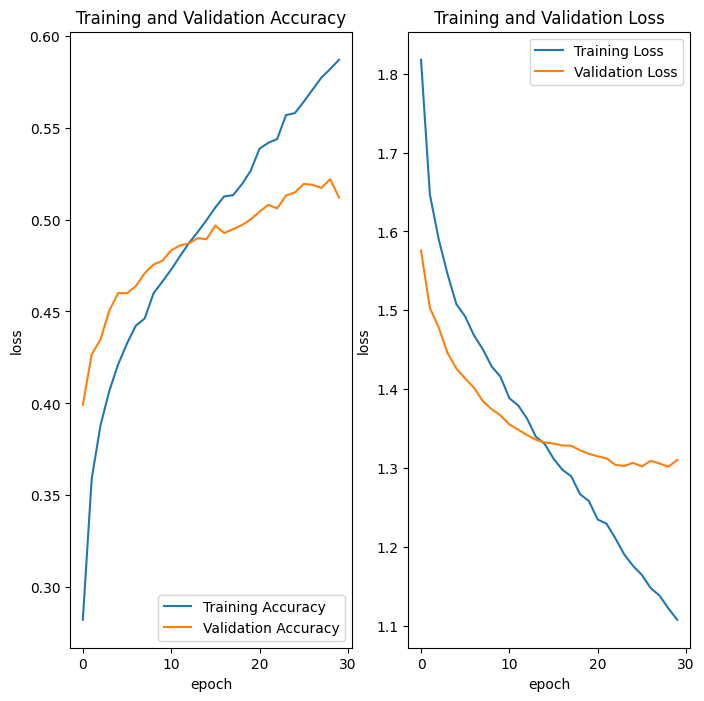 Training and Validation Accuracy
loss
0.60
0.55
0.50
0.45
0.40
0.35
0.30
Training Accuracy
Validation Accuracy
0
10
20
30
epoch
Training and Validation Loss
loss
1.8
1.7
1.6
1.5
1.4
1.3
1.2
1.1
Training Loss
Validation Loss
0
10
20
30
epoch